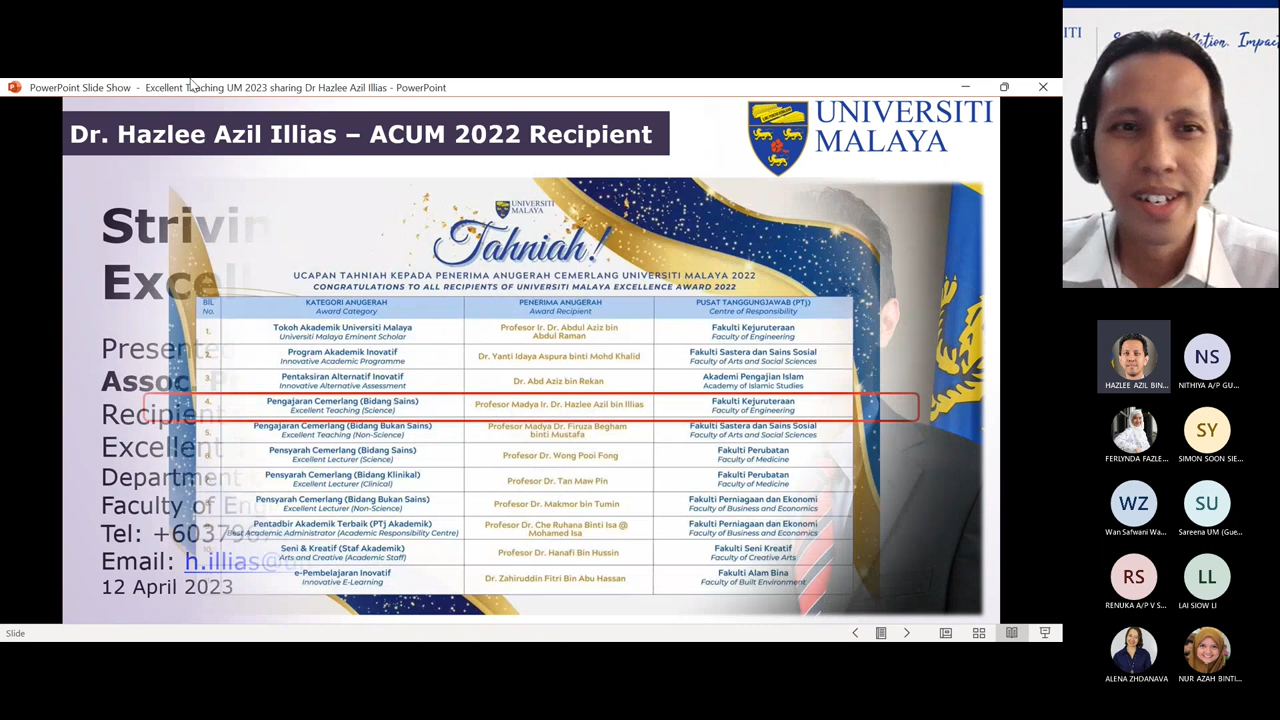 ITI
PowerPoint Slide Show - Excellent Teaching UM 2023 sharing Dr Hazlee Azil Illias - PowerPoint
Dr. Hazlee Azil Illias – ACUM 2022 Recipient
UNIVERSITI
MALAYA
UNIVERSITI
MALAYA
Tahniah!
UCAPAN TAHNIAH KEPADA PENERIMA ANUGERAH CEMERLANG UNIVERSITI MALAYA 2022
CONGRATULATIONS TO ALL RECIPIENTS OF UNIVERSITI MALAYA EXCELLENCE AWARD 2022
BIL KATEGORI ANUGERAH PENERIMA ANUGERAH PUSAT TANGGUNGJAWAB (PTj)
No. Award Category Award Recipient Centre of Responsibility
1. Tokoh Akademik Universiti Malaya Profesor Ir. Dr. Abdul Aziz bin Fakulti Kejuruteraan
Universiti Malaya Eminent Scholar Abdul Raman Faculty of Engineering
2. Program Akademik Inovatif Dr. Yanti Idaya Aspura binti Mohd Khalid Fakulti Sastera dan Sains Sosial
Innovative Academic Programme Faculty of Arts and Social Sciences
3. Pentaksiran Alternatif Inovatif Dr. Abd Aziz bin Rekan Akademi Pengajian Islam
Innovative Alternative Assessment Academy of Islamic Studies
4. Pengajaran Cemerlang (Bidang Sains) Profesor Madya Ir. Dr. Hazlee Azil bin Illias Fakulti Kejuruteraan
Excellent Teaching (Science) Faculty of Engineering
5. Pengajaran Cemerlang (Bidang Bukan Sains) Profesor Madya Dr. Firuza Begham Fakulti Sastera dan Sains Sosial
Excellent Teaching (Non-Science) binti Mustafa Faculty of Arts and Social Sciences
Pensyarah Cemerlang (Bidang Sains) Profesor Dr. Wong Pooi Fong Fakulti Perubatan
Excellent Lecturer (Science) Faculty of Medicine
Pensyarah Cemerlang (Bidang Klinikal) Profesor Dr. Tan Maw Pin Fakulti Perubatan
Excellent Lecturer (Clinical) Faculty of Medicine
Pensyarah Cemerlang (Bidang Bukan Sains) Profesor Dr. Makmor bin Tumin Fakulti Perniagaan dan Ekonomi
Excellent Lecturer (Non-Science) Faculty of Business and Economics
Pentadbir Akademik Terbaik (PTj Akademik) Profesor Dr. Che Ruhana Binti Isa @ Fakulti Perniagaan dan Ekonomi
Best Academic Administrator (Academic Responsibility Centre) Mohamed Isa Faculty of Business and Economics
Seni & Kreatif (Staf Akademik) Profesor Dr. Hanafi Bin Hussin Fakulti Seni Kreatif
Arts and Creative (Academic Staff) Faculty of Creative Arts
e-Pembelajaran Inovatif Dr. Zahiruddin Fitri Bin Abu Hassan Fakulti Alam Bina
Innovative E-Learning Faculty of Built Environment
Strivin
Excel
Presente
Assoc. P
Recipient
Excellent T
Department
Faculty of Eng
Tel: +60379
Email: h.illias@
12 April 2023
Slide
HAZLEE AZIL BIN...
NS
NITHIYA A/P GU...
FERLYNDA FAZLE...
SY
SIMON SOON SIE...
WZ
Wan Safwani Wa...
SU
Sareena UM (Gue...
RS
RENUKA A/P V S...
LL
LAI SIOW LI
ALENA ZHDANAVA
NUR AZAH BINTI...